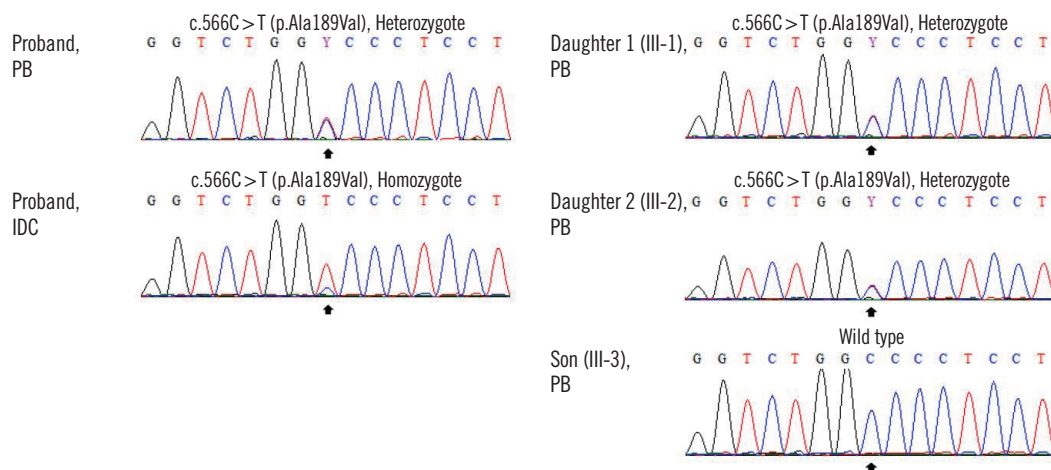 c.566C>T (p.Ala189Val), Heterozygote
Proband,
PB
G G T C T G G Y C C C T C C T
c.566C>T (p.Ala189Val), Homozygote
Proband,
IDC
G G T C T G G T C C C T C C T
c.566C>T (p.Ala189Val), Heterozygote
Daughter 1 (III-1),
PB
G G T C T G G Y C C C T C C T
c.566C>T (p.Ala189Val), Heterozygote
Daughter 2 (III-2),
PB
G G T C T G G Y C C C T C C T
Wild type
Son (III-3),
PB
G G T C T G G C C C C T C C T